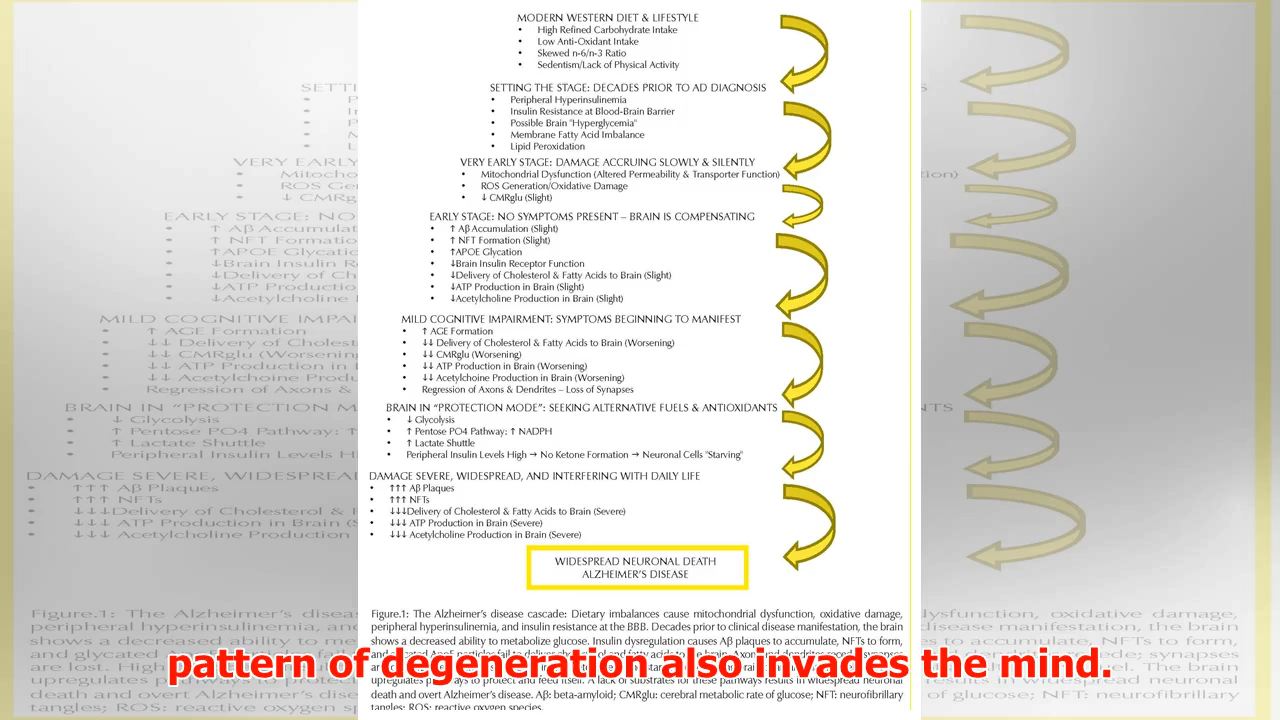 MODERN WESTERN DIET & LIFESTYLE
• High Refined Carbohydrate Intake
• Low Anti-Oxidant Intake
• Skewed n-6/n-3 Ratio
• Sedentism/Lack of Physical Activity
SETTING THE STAGE: DECADES PRIOR TO AD DIAGNOSIS
• Peripheral Hyperinsulinemia
• Insulin Resistance at Blood-Brain Barrier
• Possible Brain "Hyperglycemia"
• Membrane Fatty Acid Imbalance
• Lipid Peroxidation
VERY EARLY STAGE: DAMAGE ACCRUING SLOWLY & SILENTLY
• Mitochondrial Dysfunction (Altered Permeability & Transporter Function)
• ROS Generation/Oxidative Damage
• ↓ CMRglu (Slight)
EARLY STAGE: NO SYMPTOMS PRESENT – BRAIN IS COMPENSATING
• ↑ Aβ Accumulation (Slight)
• ↑ NFT Formation (Slight)
• ↑APOE Glycation
• ↓Brain Insulin Receptor Function
• ↓Delivery of Cholesterol & Fatty Acids to Brain (Slight)
• ↓ATP Production in Brain (Slight)
• ↓Acetylcholine Production in Brain (Slight)
MILD COGNITIVE IMPAIRMENT: SYMPTOMS BEGINNING TO MANIFEST
• ↑ AGE Formation
• ↓↓ Delivery of Cholesterol & Fatty Acids to Brain (Worsening)
• ↓↓ CMRglu (Worsening)
• ↓↓ ATP Production in Brain (Worsening)
• ↓↓ Acetylchoine Production in Brain (Worsening)
• Regression of Axons & Dendrites – Loss of Synapses
BRAIN IN “PROTECTION MODE”: SEEKING ALTERNATIVE FUELS & ANTIOXIDANTS
• ↓ Glycolysis
• ↑ Pentose PO4 Pathway: ↑ NADPH
• ↑ Lactate Shuttle
• Peripheral Insulin Levels High → No Ketone Formation → Neuronal Cells "Starving"
DAMAGE SEVERE, WIDESPREAD, AND INTERFERING WITH DAILY LIFE
• ↑↑↑ Aβ Plaques
• ↑↑↑ NFTs
• ↓↓↓Delivery of Cholesterol & Fatty Acids to Brain (Severe)
• ↓↓↓ ATP Production in Brain (Severe)
• ↓↓↓ Acetylcholine Production in Brain (Severe)
WIDESPREAD NEURONAL DEATH
ALZHEIMER'S DISEASE
Figure.1: The Alzheimer's disease cascade: Dietary imbalances cause mitochondrial dysfunction, oxidative damage,
peripheral hyperinsulinemia, and insulin resistance at the BBB. Decades prior to clinical disease manifestation, the brain
shows a decreased ability to metabolize glucose. Insulin dysregulation causes Aβ plaques to accumulate, NFTs to form,
pattern of degeneration also invades the mind.
death and overt Alzheimer's disease. Aβ: beta-amyloid; CMRglu: cerebral metabolic rate of glucose; NFT: neurofibrillary
tangles; ROS: reactive oxygen species.